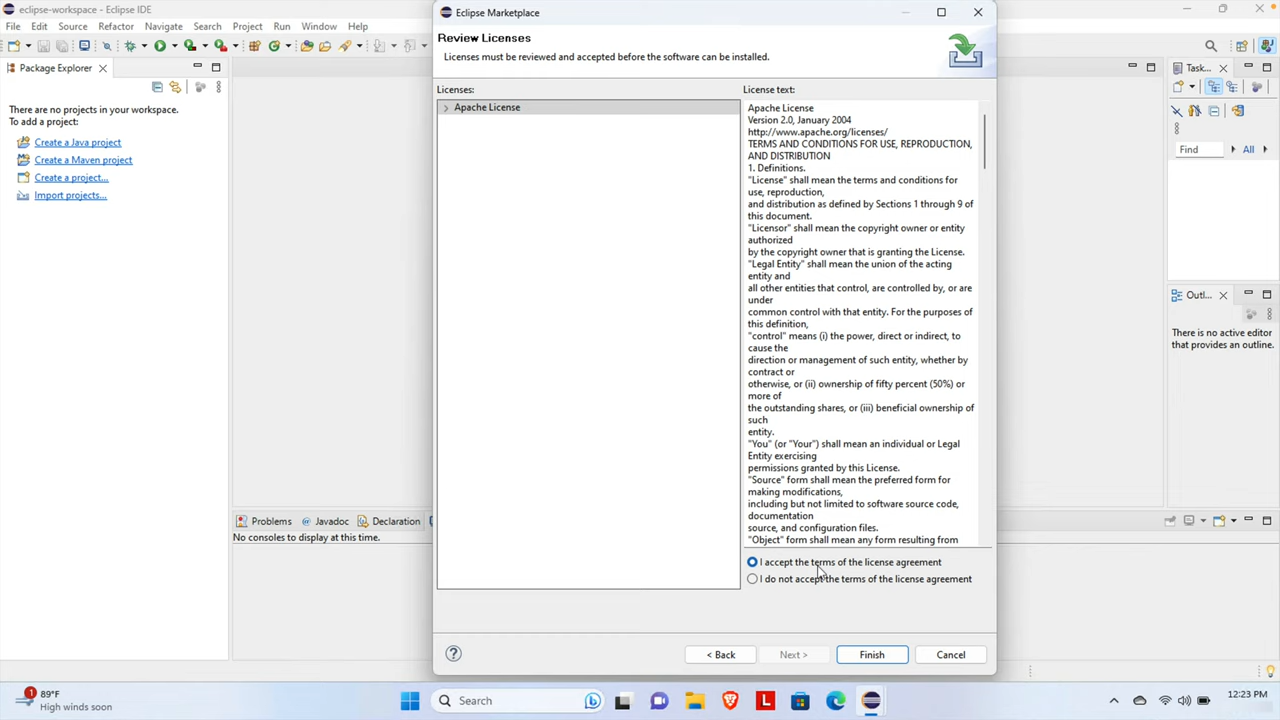 eclipse-workspace - Eclipse IDE
File Edit Source Refactor Navigate Search Project Run Window Help
Package Explorer
There are no projects in your workspace.
To add a project:
Create a Java project
Create a Maven project
Create a project...
Import projects...
Eclipse Marketplace
Review Licenses
Licenses must be reviewed and accepted before the software can be installed.
Licenses:
Apache License
License text:
Apache License
Version 2.0, January 2004
http://www.apache.org/licenses/
TERMS AND CONDITIONS FOR USE, REPRODUCTION,
AND DISTRIBUTION
1. Definitions.
"License" shall mean the terms and conditions for
use, reproduction,
and distribution as defined by Sections 1 through 9 of
this document.
"Licensor" shall mean the copyright owner or entity
authorized
by the copyright owner that is granting the License.
"Legal Entity" shall mean the union of the acting
entity and
all other entities that control, are controlled by, or are
under
common control with that entity. For the purposes of
this definition,
"control" means (i) the power, direct or indirect, to
cause the
direction or management of such entity, whether by
contract or
otherwise, or (ii) ownership of fifty percent (50%) or
more of
the outstanding shares, or (iii) beneficial ownership of
such
entity.
"You" (or "Your") shall mean an individual or Legal
Entity exercising
permissions granted by this License.
"Source" form shall mean the preferred form for
making modifications,
including but not limited to software source code,
documentation
source, and configuration files.
"Object" form shall mean any form resulting from
I accept the terms of the license agreement
I do not accept the terms of the license agreement
< Back Next > Finish Cancel
Task...
Find All
Outl...
There is no active editor
that provides an outline.
Problems Javadoc Declaration
No consoles to display at this time.
1
89°F
High winds soon
Search
12:23 PM